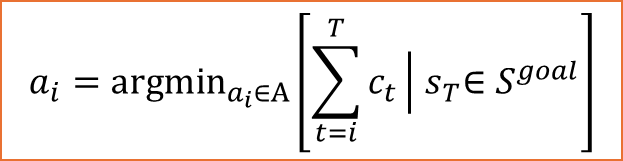 a_i = argmin_{a_i∈A} [ ∑_{t=i}^{T} c_t | s_T ∈ S^{goal} ]